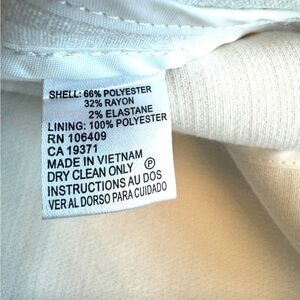 SHELL: 66% POLYESTER
32% RAYON
2% ELASTANE
LINING: 100% POLYESTER
RN 106409
CA 19371
MADE IN VIETNAM
DRY CLEAN ONLY Ⓟ
INSTRUCTIONS AU DOS
VER AL DORSO PARA CUIDADO